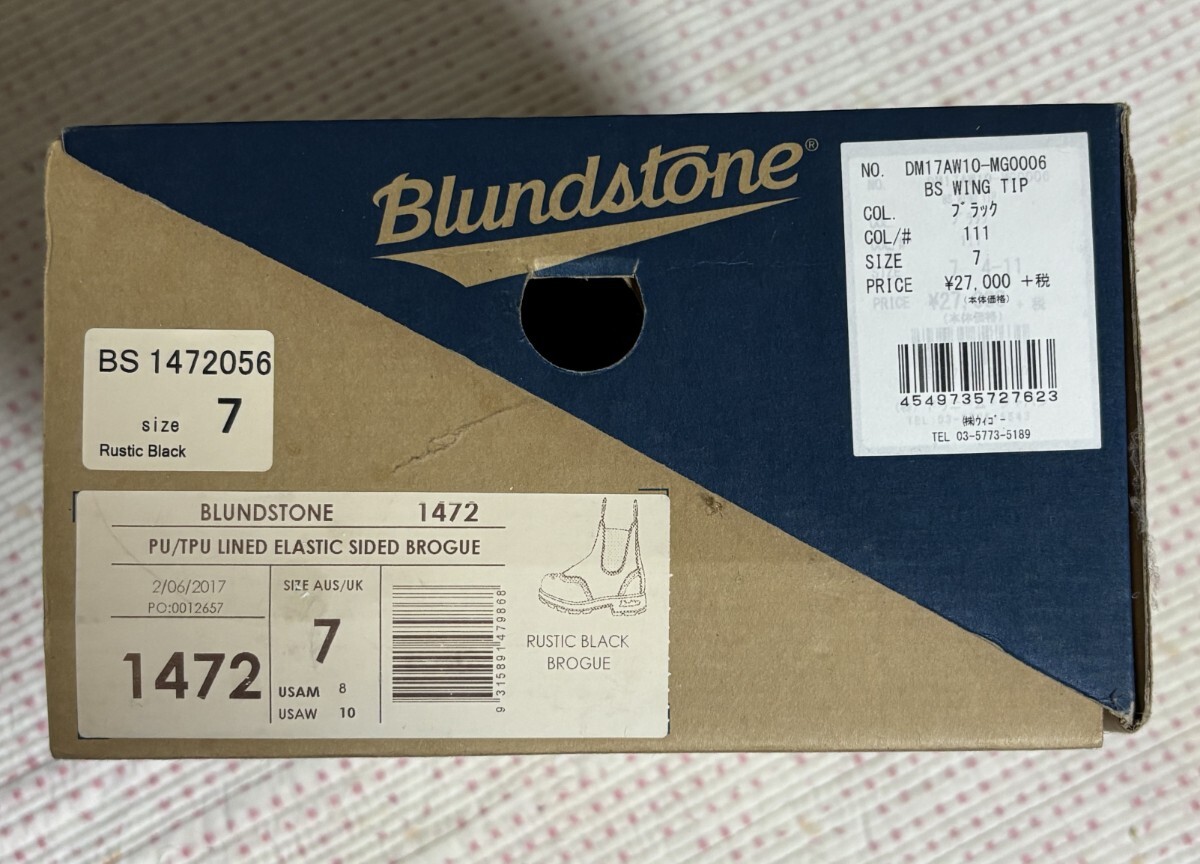 Blundstone®
NO. DM17AW10-MG0006
BS WING TIP
COL. ブラック
COL/# 111
SIZE 7
PRICE ¥27,000 +税
(本体価格)
4549735727623
㈱ウィゴー
TEL 03-5773-5189
BS 1472056
size 7
Rustic Black
BLUNDSTONE 1472
PU/TPU LINED ELASTIC SIDED BROGUE
2/06/2017
PO:0012657
1472
SIZE AUS/UK
7
USAM 8
USAW 10
9 315891 479868
RUSTIC BLACK
BROGUE